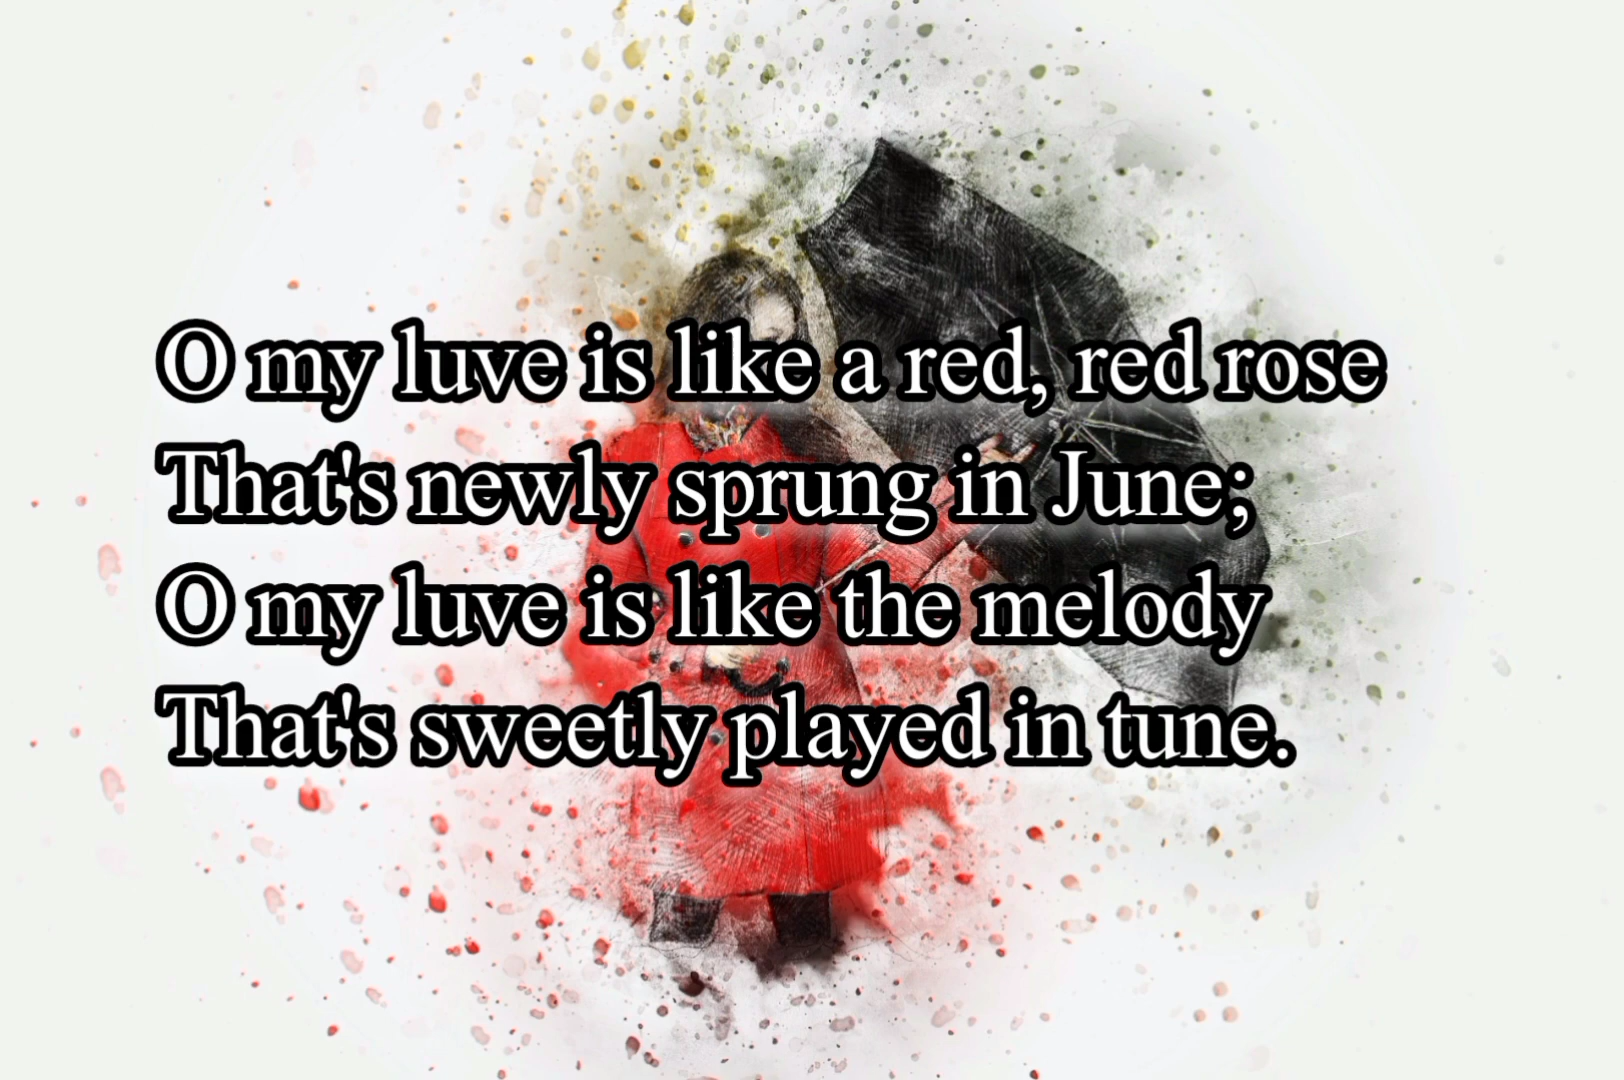 O my luve is like a red, red rose
That's newly sprung in June;
O my luve is like the melody
That's sweetly played in tune.